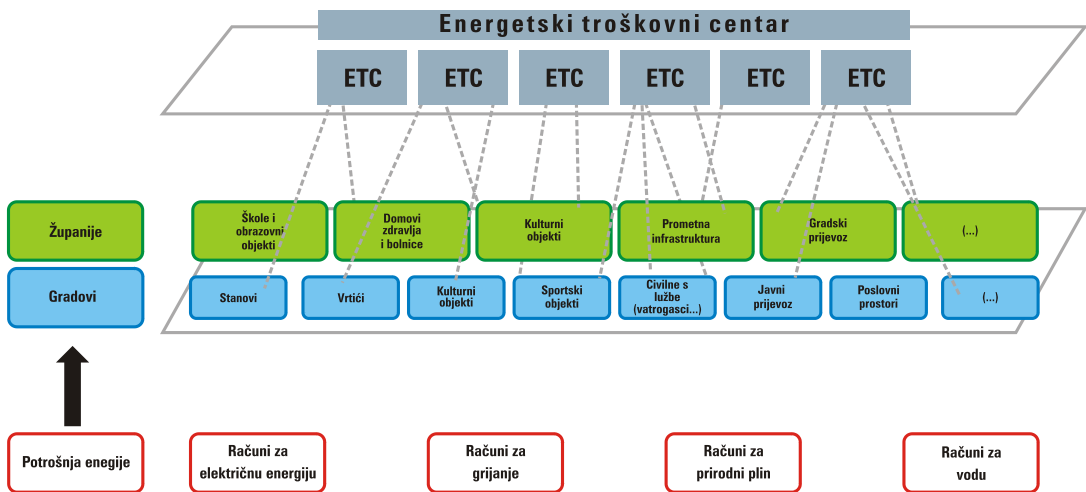 Energetski troškovni centar
ETC
ETC
ETC
ETC
ETC
ETC
Županije
Škole i
obrazovni
objekti
Domovi
zdravlja
i bolnice
Kulturni
objekti
Prometna
infrastruktura
Gradski
prijevoz
(...)
Gradovi
Stanovi
Vrtići
Kulturni
objekti
Sportski
objekti
Civilne s
lužbe
(vatrogasci...)
Javni
prijevoz
Poslovni
prostori
(...)
Potrošnja enegije
Računi za
električnu energiju
Računi za
grijanje
Računi za
prirodni plin
Računi za
vodu